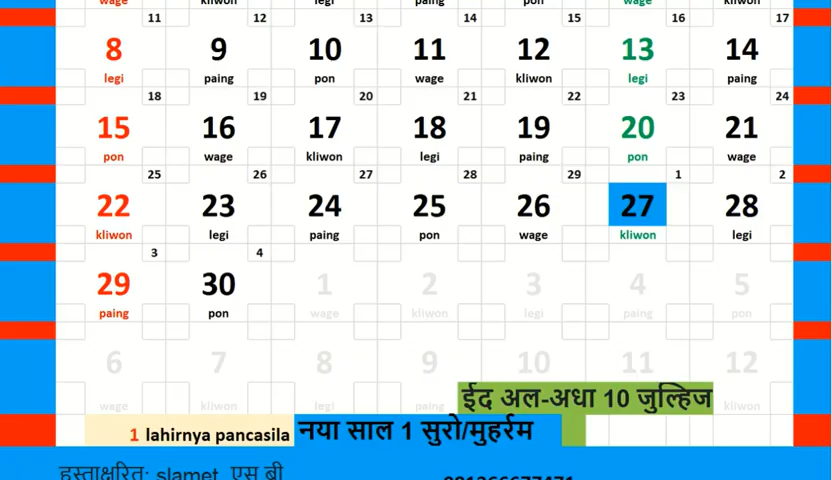 wage kliwon legi paing pon wage kliwon
11 12 13 14 15 16 17
8 9 10 11 12 13 14
legi paing pon wage kliwon legi paing
18 19 20 21 22 23 24
15 16 17 18 19 20 21
pon wage kliwon legi paing pon wage
25 26 27 28 29 1 2
22 23 24 25 26 27 28
kliwon legi paing pon wage kliwon legi
3 4
29 30 1 2 3 4 5
paing pon wage kliwon legi paing pon
6 7 8 9 10 11 12
wage kliwon legi paing kliwon
ईद अल-अधा 10 जुल्हिज
1 lahirnya pancasila नया साल 1 सुरो/मुहर्रम
हस्ताक्षरित: slamet एस बी